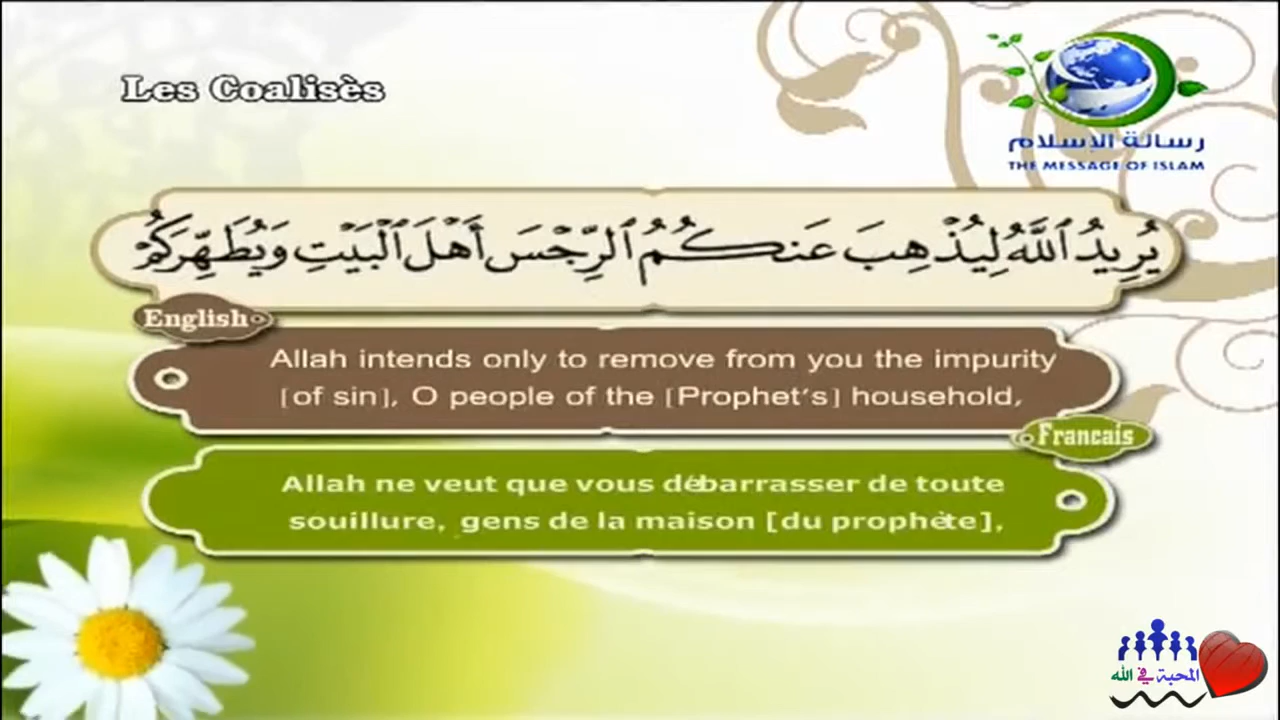 Les Coalisès
رسالة الإسلام
THE MESSAGE OF ISLAM
يُرِيدُ ٱللَّهُ لِيُذْهِبَ عَنكُمُ ٱلرِّجْسَ أَهْلَ ٱلْبَيْتِ وَيُطَهِّرَكُمْ
English
Allah intends only to remove from you the impurity
[of sin], O people of the [Prophet's] household,
Francais
Allah ne veut que vous débarrasser de toute
souillure, gens de la maison [du prophète],
المحبة في الله